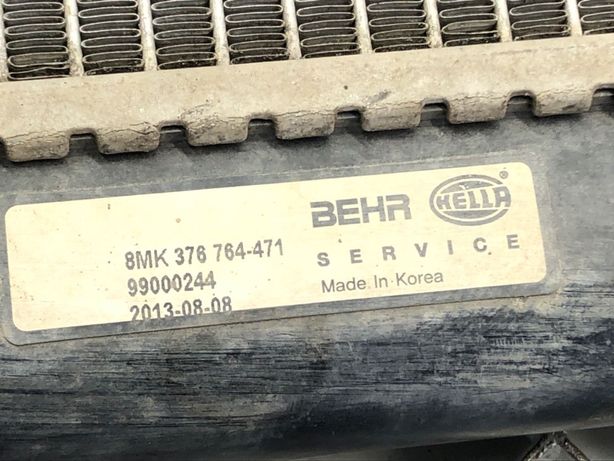 BEHR HELLA ®
8MK 376 764-471
SERVICE
99000244
Made In Korea
2013-08-08